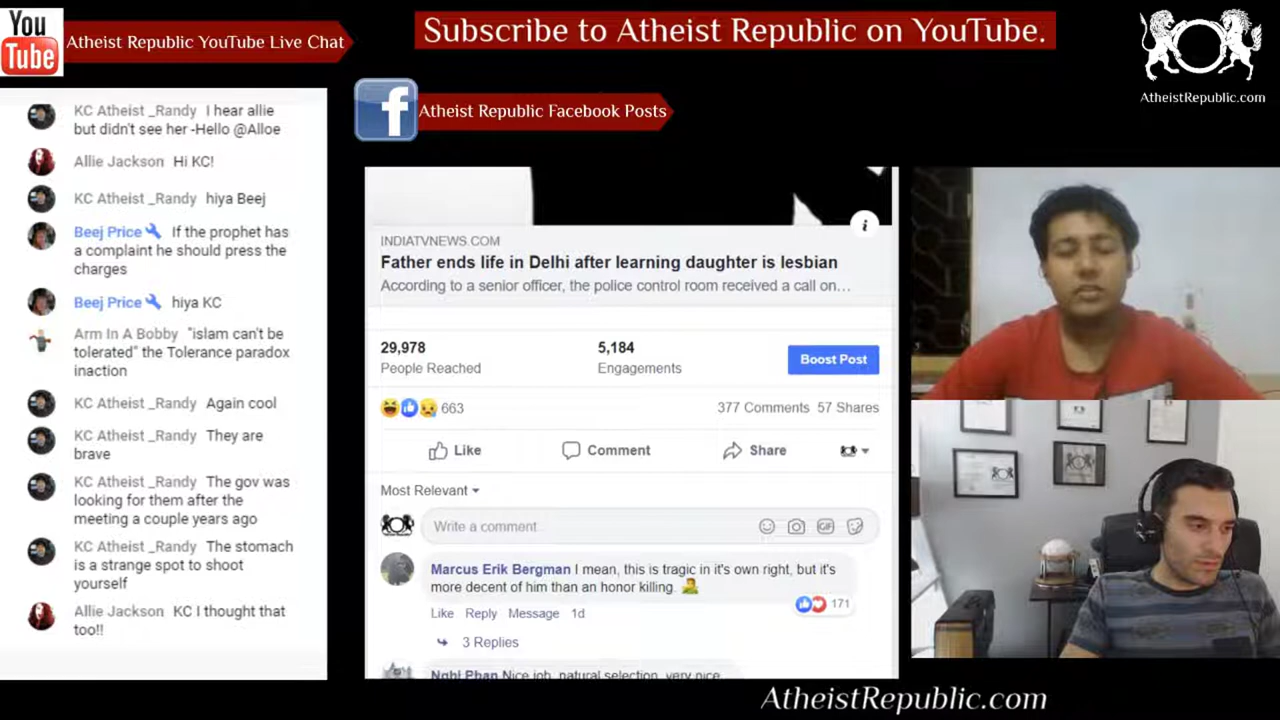 You
Tube
Atheist Republic YouTube Live Chat
Subscribe to Atheist Republic on YouTube.
AtheistRepublic.com
f
Atheist Republic Facebook Posts
KC Atheist _Randy I hear allie
but didn't see her -Hello @Alloe
Allie Jackson Hi KC!
KC Atheist _Randy hiya Beej
Beej Price If the prophet has
a complaint he should press the
charges
Beej Price hiya KC
Arm In A Bobby "islam can't be
tolerated" the Tolerance paradox
inaction
KC Atheist _Randy Again cool
KC Atheist _Randy They are
brave
KC Atheist _Randy The gov was
looking for them after the
meeting a couple years ago
KC Atheist _Randy The stomach
is a strange spot to shoot
yourself
Allie Jackson KC I thought that
too!!
i
INDIATVNEWS.COM
Father ends life in Delhi after learning daughter is lesbian
According to a senior officer, the police control room received a call on…
29,978
People Reached
5,184
Engagements
Boost Post
663
377 Comments 57 Shares
Like
Comment
Share
Most Relevant
Write a comment
GIF
Marcus Erik Bergman I mean, this is tragic in it's own right, but it's
more decent of him than an honor killing.
171
Like Reply Message 1d
3 Replies
Nghi Phan Nice job, natural selection, very nice
AtheistRepublic.com